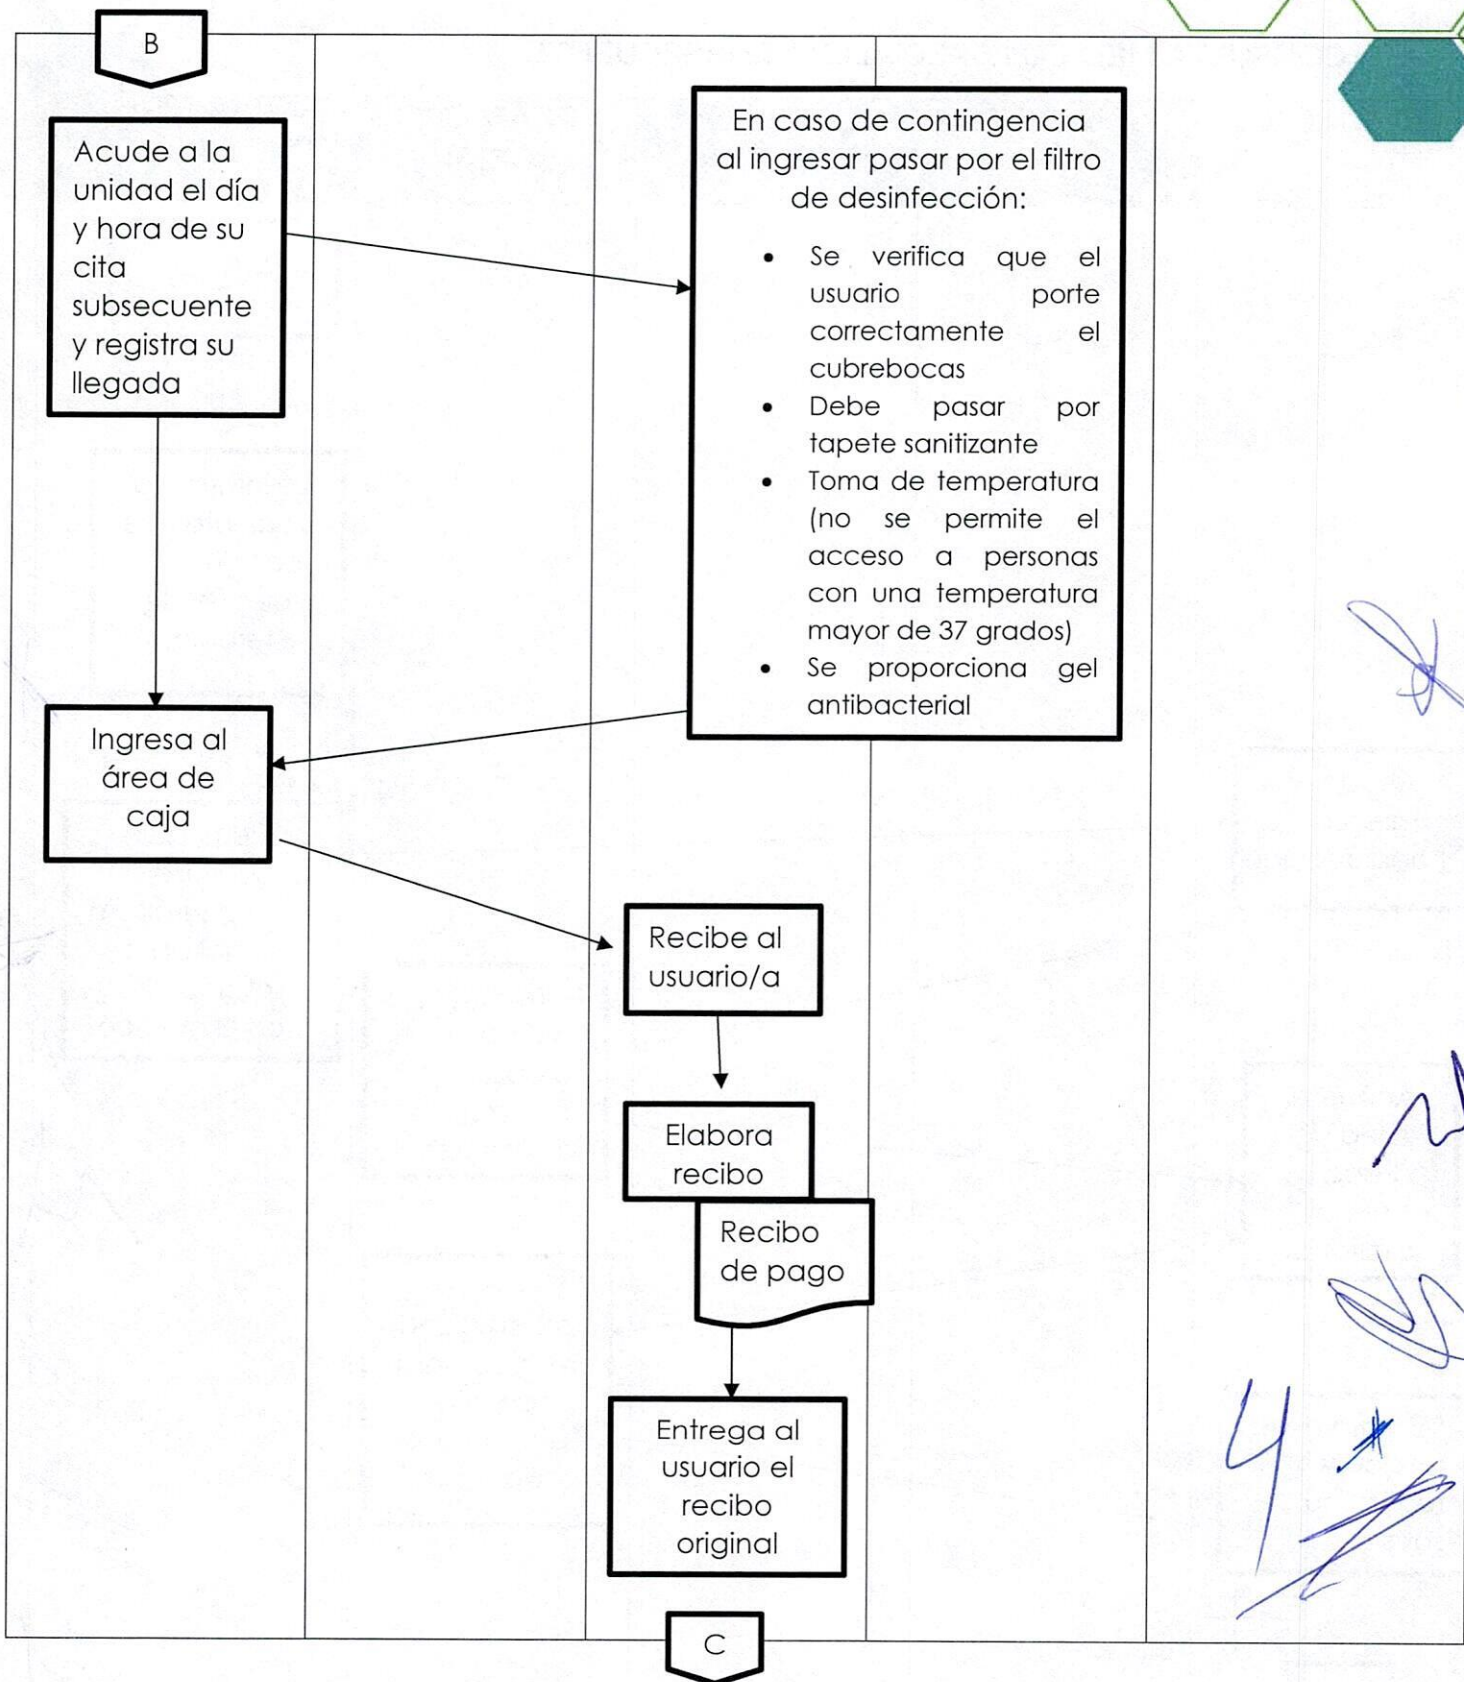 B
Acude a la
unidad el día
y hora de su
cita
subsecuente
y registra su
llegada
En caso de contingencia
al ingresar pasar por el filtro
de desinfección:
• Se verifica que el
usuario porte
correctamente el
cubrebocas
• Debe pasar por
tapete sanitizante
• Toma de temperatura
(no se permite el
acceso a personas
con una temperatura
mayor de 37 grados)
• Se proporciona gel
antibacterial
Ingresa al
área de
caja
Recibe al
usuario/a
Elabora
recibo
Recibo
de pago
Entrega al
usuario el
recibo
original
C